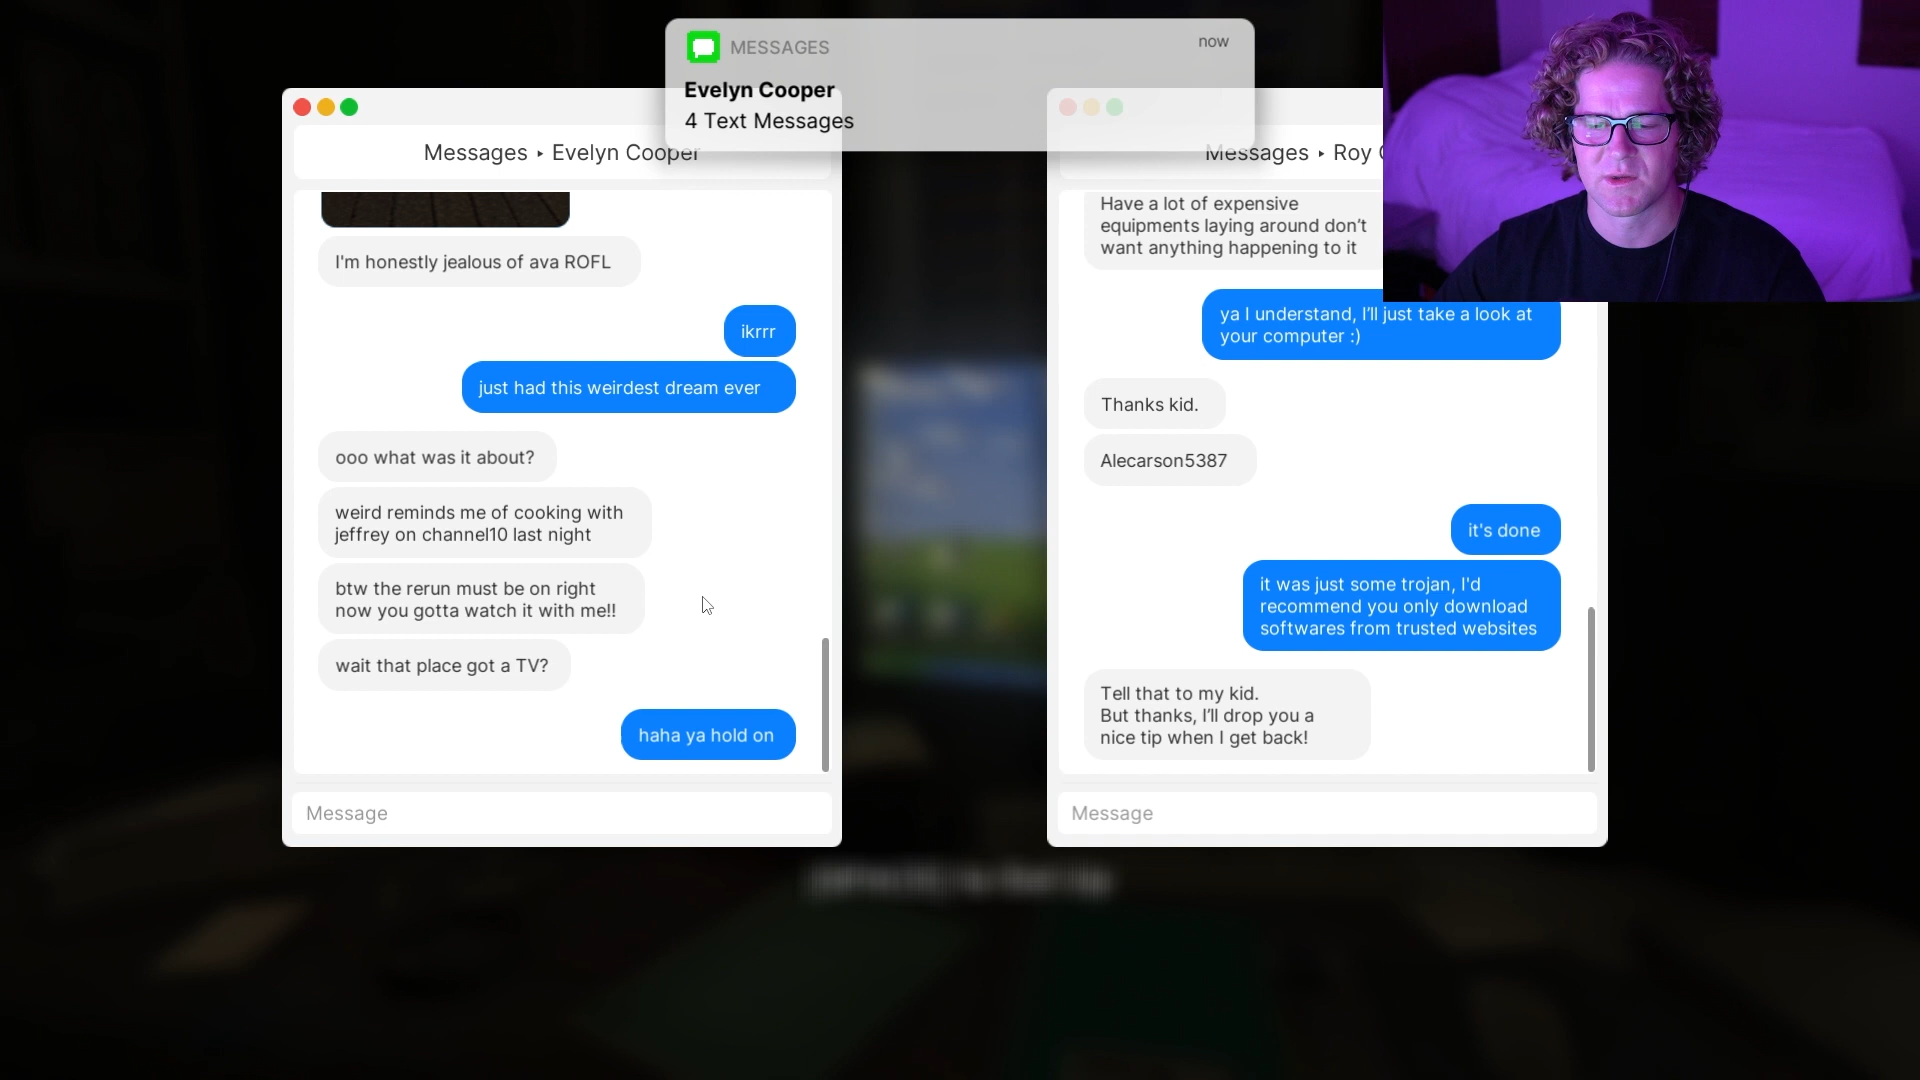 MESSAGES
now
Evelyn Cooper
4 Text Messages
Messages ‣ Evelyn Cooper
I'm honestly jealous of ava ROFL
ikrrr
just had this weirdest dream ever
ooo what was it about?
weird reminds me of cooking with
jeffrey on channel10 last night
btw the rerun must be on right
now you gotta watch it with me!!
wait that place got a TV?
haha ya hold on
Message
Messages ‣ Roy
Have a lot of expensive
equipments laying around don’t
want anything happening to it
ya I understand, I’ll just take a look at
your computer :)
Thanks kid.
Alecarson5387
it's done
it was just some trojan, I'd
recommend you only download
softwares from trusted websites
Tell that to my kid.
But thanks, I’ll drop you a
nice tip when I get back!
Message